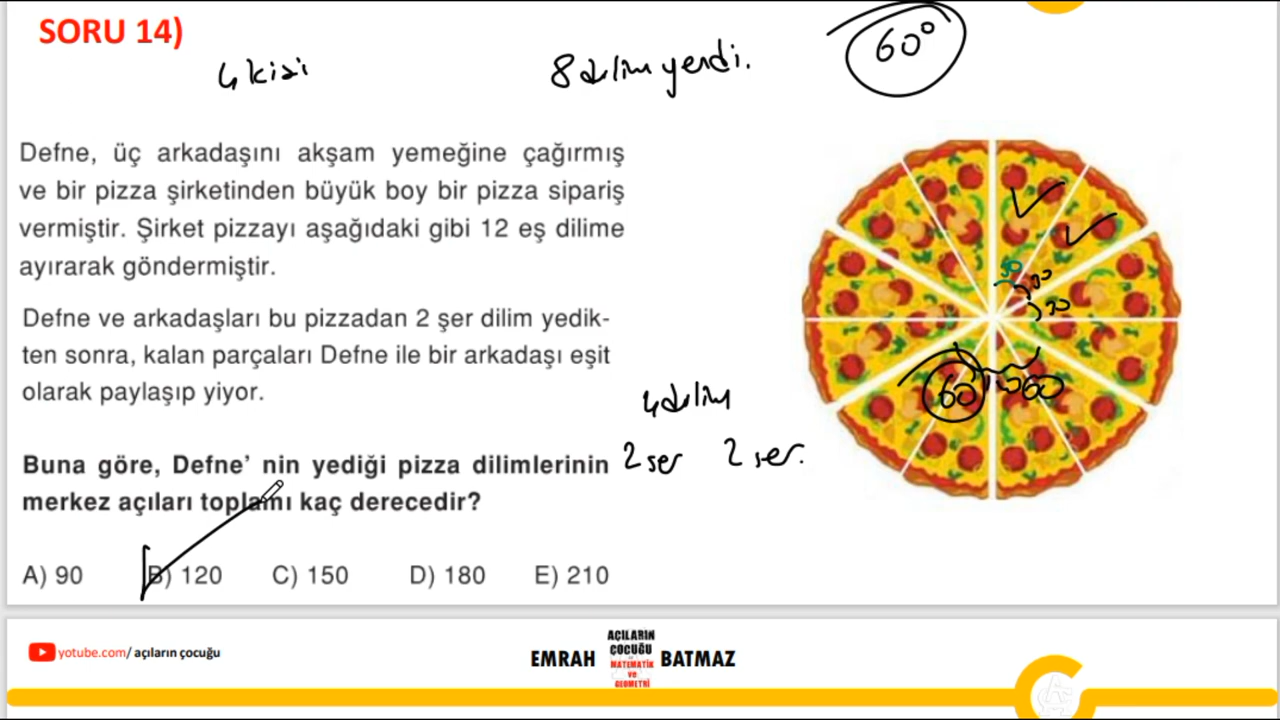 SORU 14)
4 kişi
8 dilim yendi.
60°
Defne, üç arkadaşını akşam yemeğine çağırmış
ve bir pizza şirketinden büyük boy bir pizza sipariş
vermiştir. Şirket pizzayı aşağıdaki gibi 12 eş dilime
ayırarak göndermiştir.
30
30
30
Defne ve arkadaşları bu pizzadan 2 şer dilim yedik-
ten sonra, kalan parçaları Defne ile bir arkadaşı eşit
olarak paylaşıp yiyor.
60
60
4 dilim
Buna göre, Defne' nin yediği pizza dilimlerinin
2 şer 2 şer.
merkez açıları toplamı kaç derecedir?
A) 90 B) 120 C) 150 D) 180 E) 210
yotube.com/ açıların çocuğu
EMRAH
AÇILARIN
ÇOCUĞU
MATEMATİK
ve
GEOMETRİ
BATMAZ